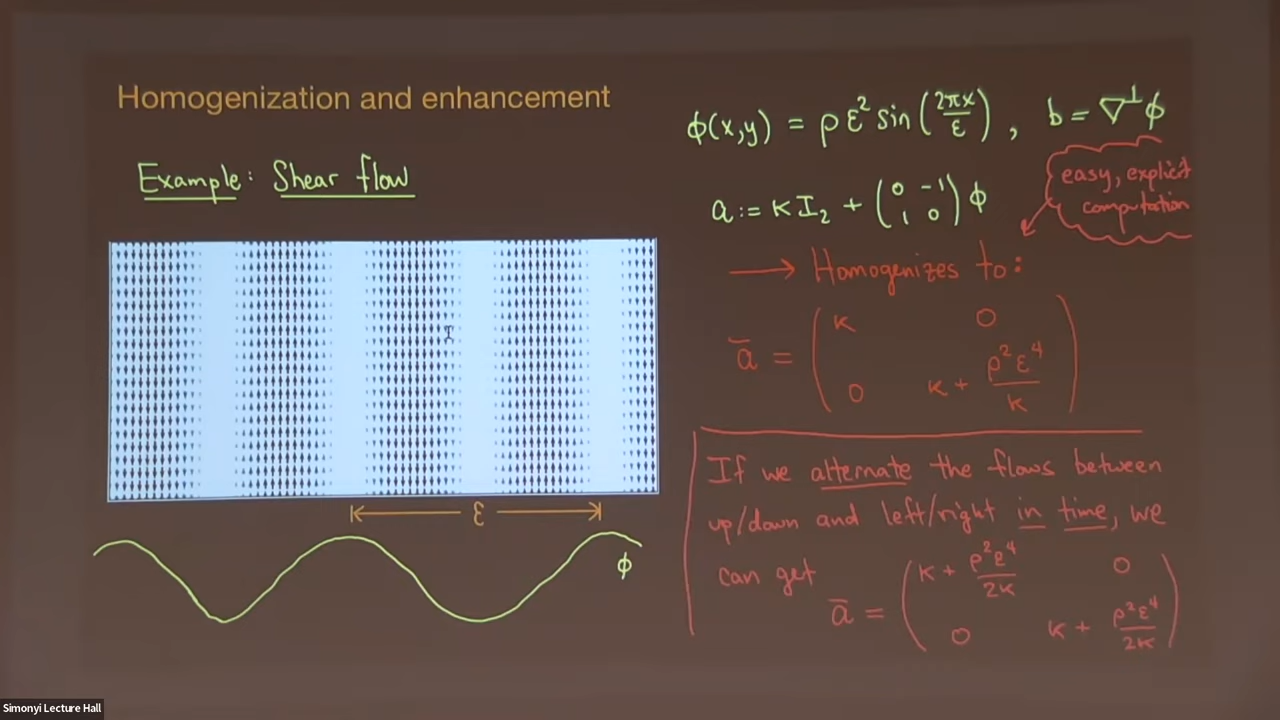 Homogenization and enhancement
Example: Shear flow
ε
ϕ
ϕ(x,y) = ρ ε² sin(2πx/ε), b = ∇^⊥ ϕ
easy, explicit
computation
a := κ I₂ + (0 -1; 1 0) ϕ
→ Homogenizes to:
ā = (κ 0; 0 κ + ρ²ε⁴/κ)
If we alternate the flows between
up/down and left/right in time, we
can get
ā = (κ + ρ²ε⁴/2κ 0; 0 κ + ρ²ε⁴/2κ)
Simonyi Lecture Hall